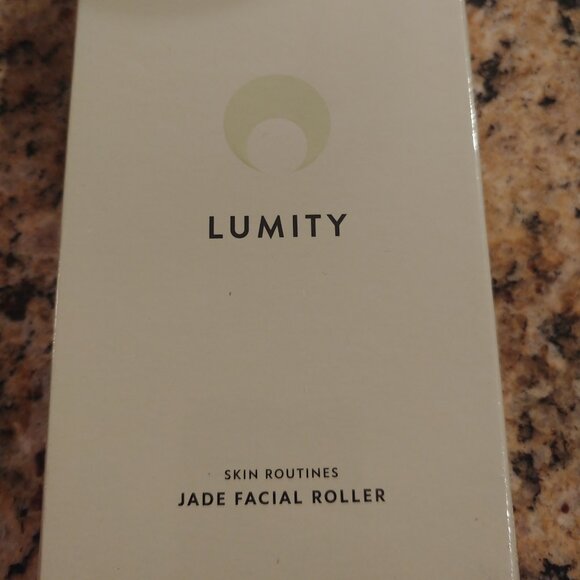 LUMITY
SKIN ROUTINES
JADE FACIAL ROLLER